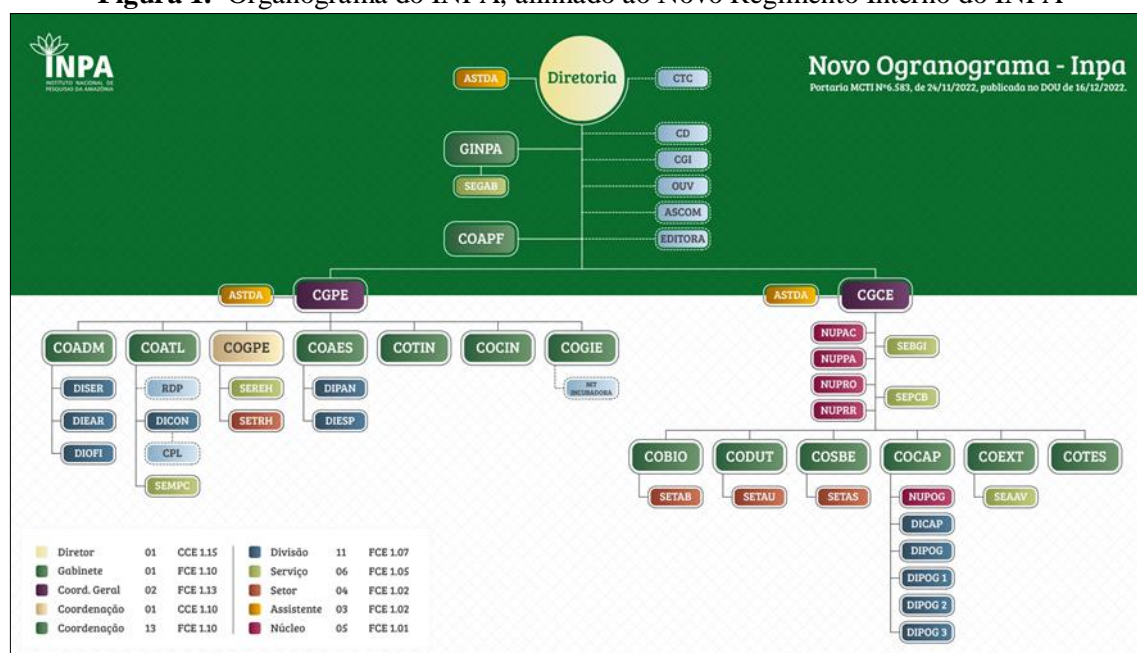 Figura 1. Organograma do INPA, alinhado ao Novo Regimento Interno do INPA
INPA
INSTITUTO NACIONAL DE
PESQUISAS DA AMAZÔNIA
Novo Ogranograma - Inpa
Portaria MCTI Nº6.583, de 24/11/2022, publicada no DOU de 16/12/2022.
ASTDA
Diretoria
CTC
CD
GINPA
CGI
SEGAB
OUV
ASCOM
COAPF
EDITORA
ASTDA
CGPE
ASTDA
CGCE
COADM
COATL
COGPE
COAES
COTIN
COCIN
COGIE
DISER
RDP
SEREH
DIPAN
NIT
INCUBADORA
DIEAR
DICON
SETRH
DIESP
DIOFI
CPL
SEMPC
NUPAC
NUPPA
NUPRO
NUPRR
SEBGI
SEPCB
COBIO
CODUT
COSBE
COCAP
COEXT
COTES
SETAB
SETAU
SETAS
NUPOG
SEAAV
DICAP
DIPOG
DIPOG 1
DIPOG 2
DIPOG 3
Diretor 01 CCE 1.15
Gabinete 01 FCE 1.10
Coord. Geral 02 FCE 1.13
Coordenação 01 CCE 1.10
Coordenação 13 FCE 1.10
Divisão 11 FCE 1.07
Serviço 06 FCE 1.05
Setor 04 FCE 1.02
Assistente 03 FCE 1.02
Núcleo 05 FCE 1.01